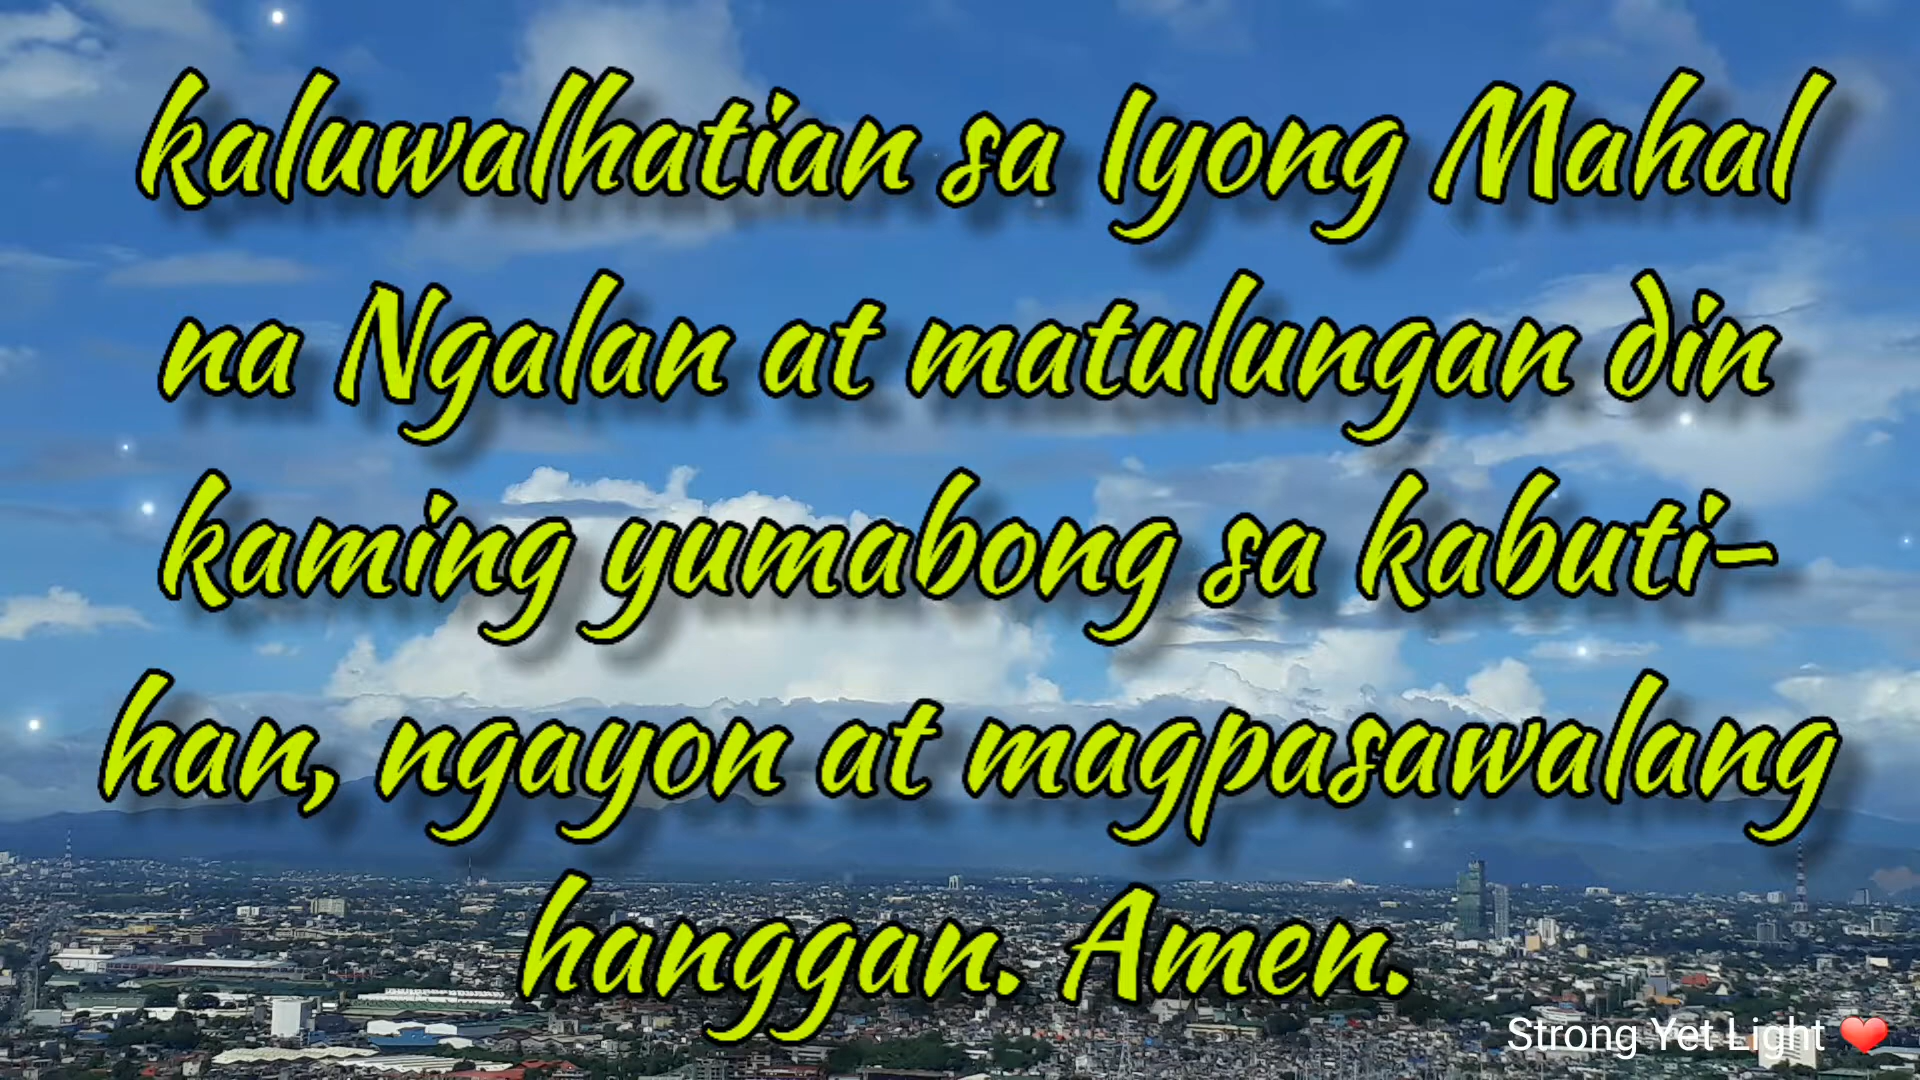 kaluwalhatian sa Iyong Mahal
na Ngalan at matulungan din
kaming yumabong sa kabuti-
han, ngayon at magpasawalang
hanggan. Amen.
Strong Yet Light ❤